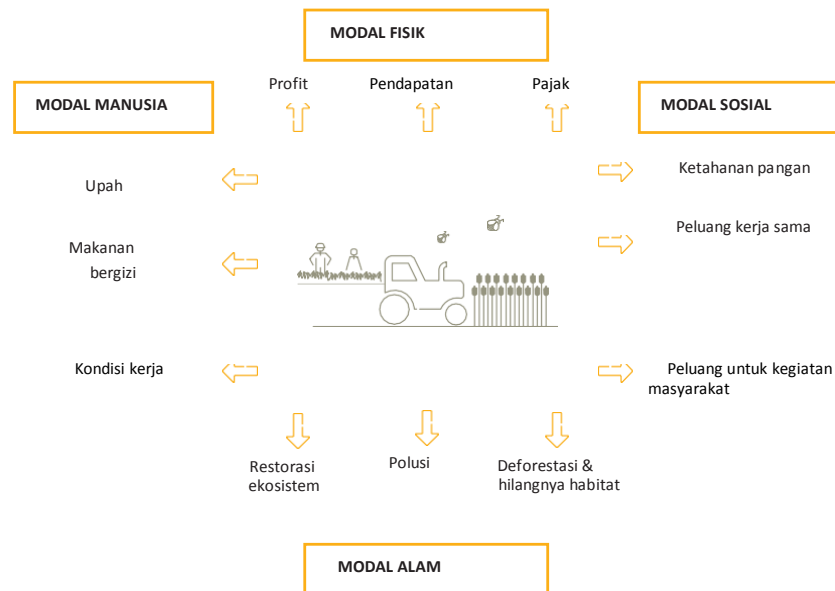 MODAL FISIK
Profit
Pendapatan
Pajak
MODAL MANUSIA
MODAL SOSIAL
Upah
Ketahanan pangan
Makanan
bergizi
Peluang kerja sama
Kondisi kerja
Peluang untuk kegiatan
masyarakat
Restorasi
ekosistem
Polusi
Deforestasi &
hilangnya habitat
MODAL ALAM